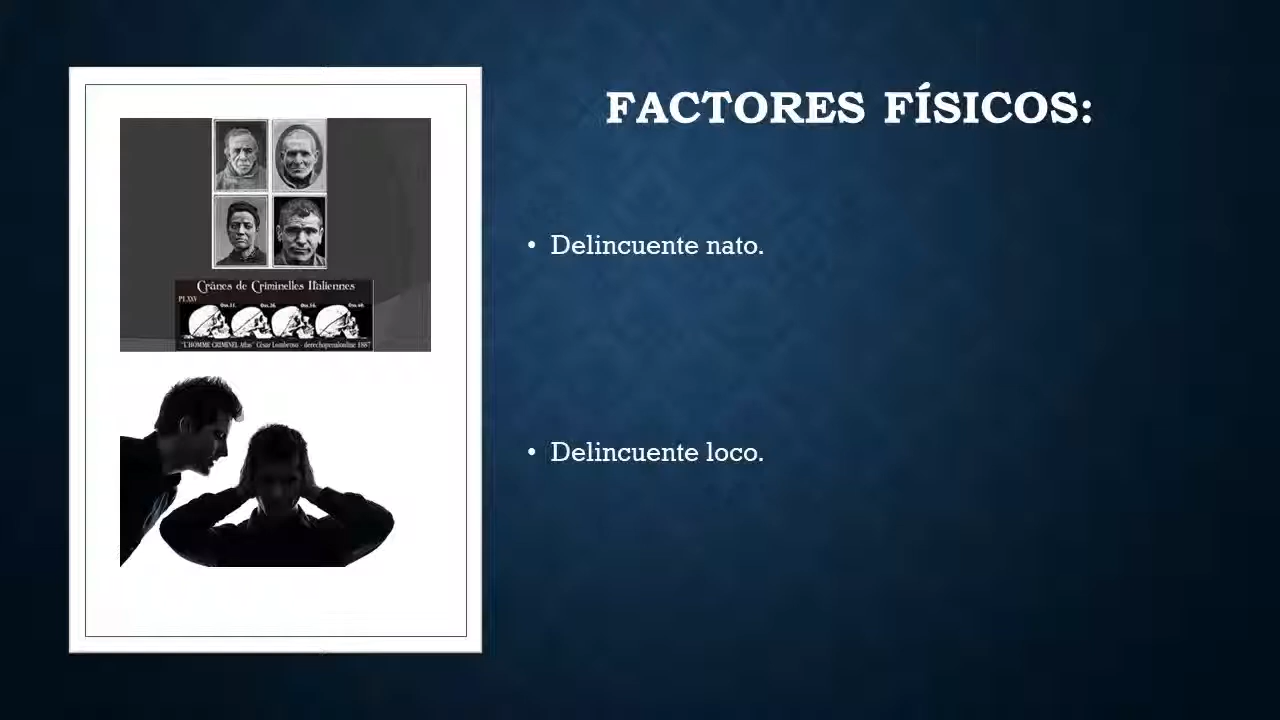 FACTORES FÍSICOS:
Crânes de Criminelles Italiennes
PL XXV
"L'HOMME CRIMINEL Atlas" César Lombroso - derechopenalonline 1887
• Delincuente nato.
• Delincuente loco.